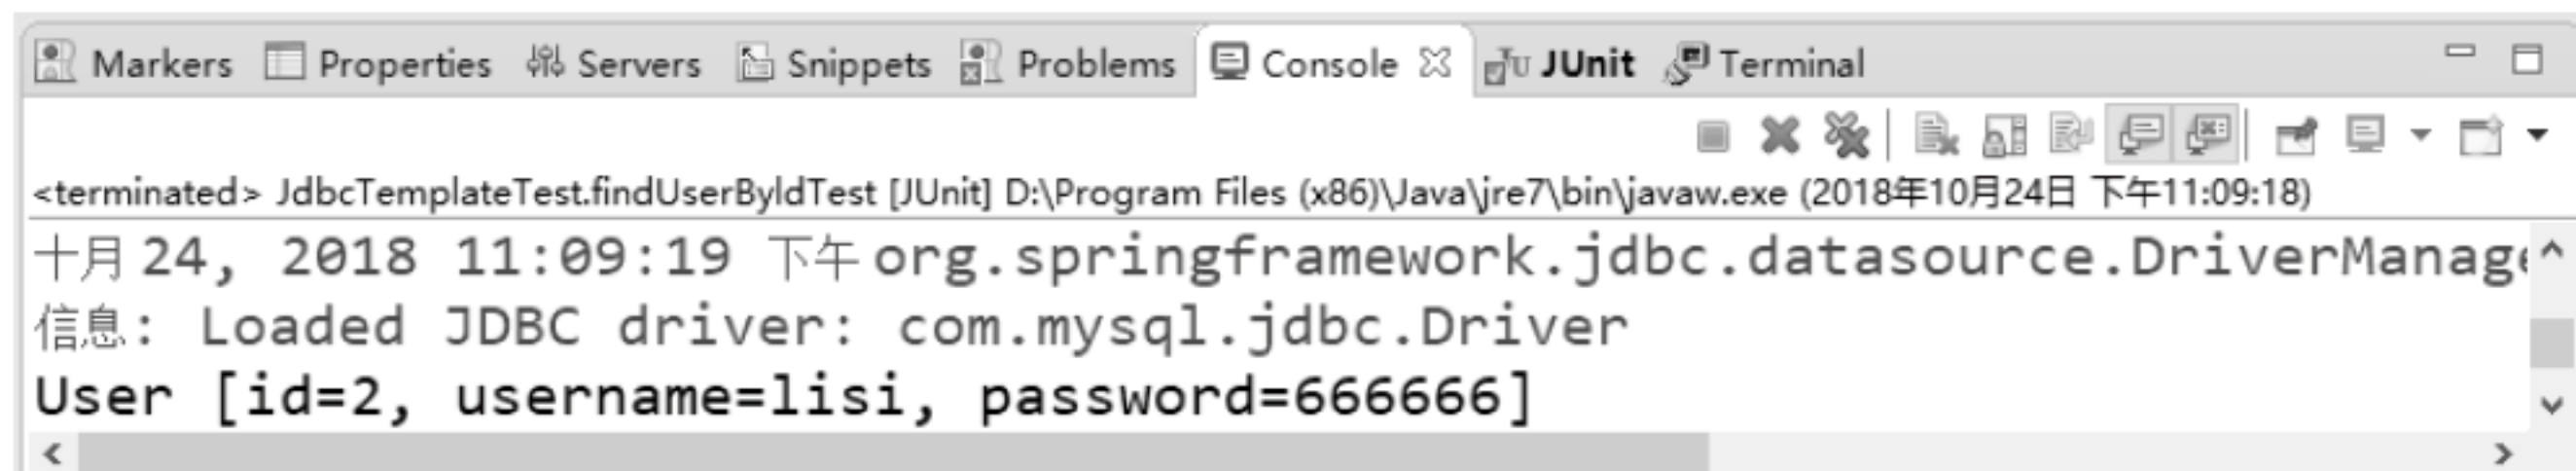 Markers Properties Servers Snippets Problems Console JUnit Terminal
<terminated> JdbcTemplateTest.findUserByIdTest [JUnit] D:\Program Files (x86)\Java\jre7\bin\javaw.exe (2018年10月24日 下午11:09:18)
十月 24, 2018 11:09:19 下午 org.springframework.jdbc.datasource.DriverManage
信息: Loaded JDBC driver: com.mysql.jdbc.Driver
User [id=2, username=lisi, password=666666]